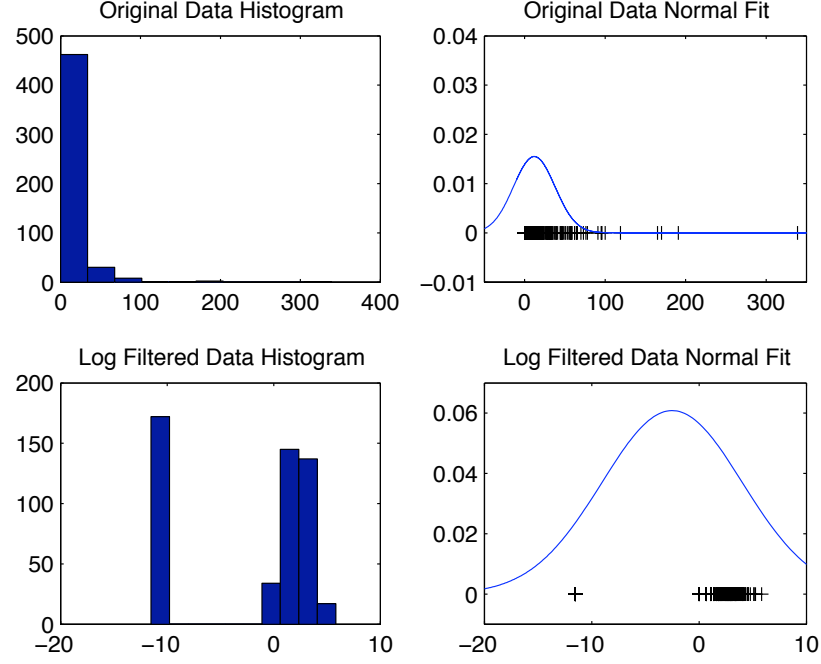 Original Data Histogram
500
400
300
200
100
0
0 100 200 300 400
Original Data Normal Fit
0.04
0.03
0.02
0.01
0
−0.01
0 100 200 300
Log Filtered Data Histogram
200
150
100
50
0
−20 −10 0 10
Log Filtered Data Normal Fit
0.06
0.04
0.02
0
−20 −10 0 10